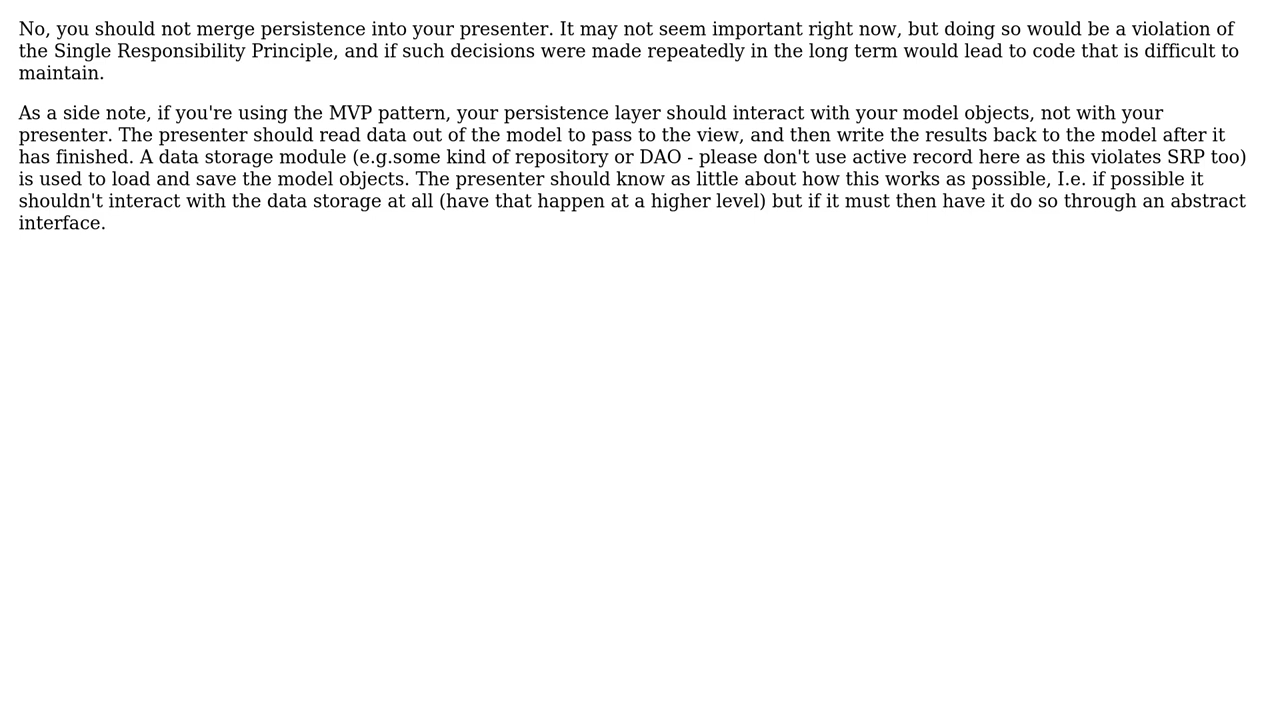 No, you should not merge persistence into your presenter. It may not seem important right now, but doing so would be a violation of
the Single Responsibility Principle, and if such decisions were made repeatedly in the long term would lead to code that is difficult to
maintain.
As a side note, if you're using the MVP pattern, your persistence layer should interact with your model objects, not with your
presenter. The presenter should read data out of the model to pass to the view, and then write the results back to the model after it
has finished. A data storage module (e.g.some kind of repository or DAO - please don't use active record here as this violates SRP too)
is used to load and save the model objects. The presenter should know as little about how this works as possible, I.e. if possible it
shouldn't interact with the data storage at all (have that happen at a higher level) but if it must then have it do so through an abstract
interface.